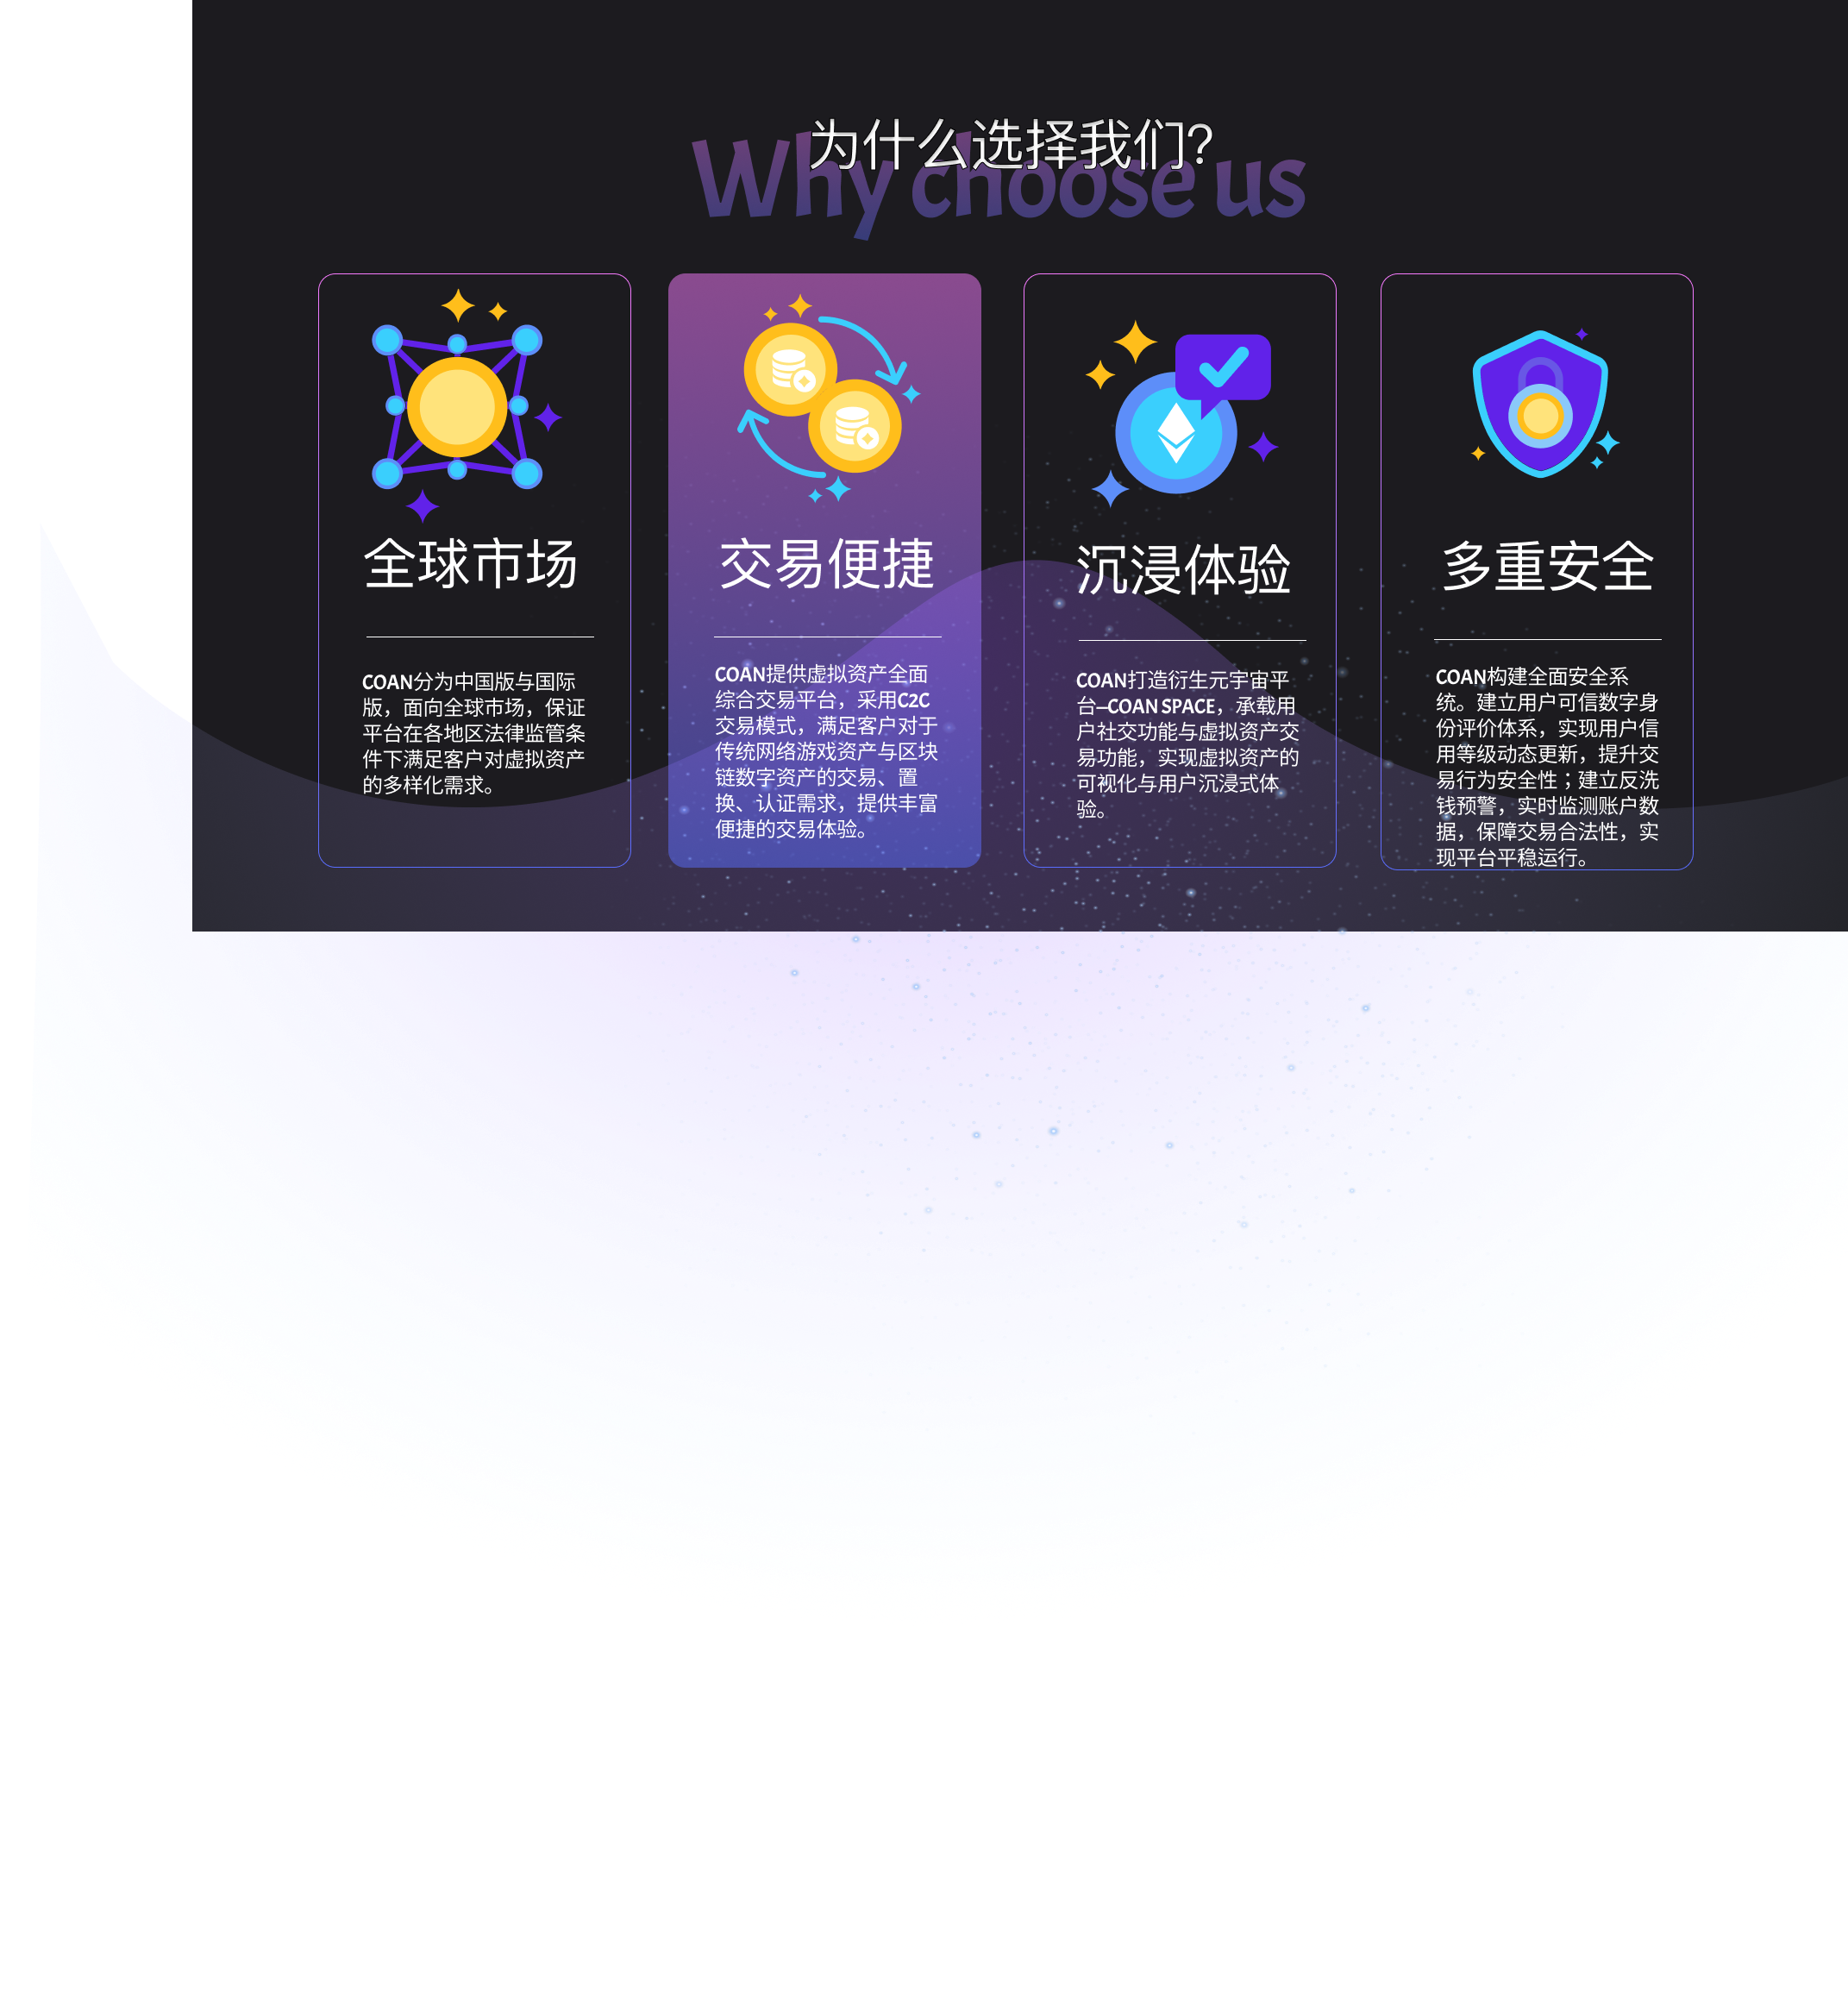 为什么选择我们?
Why choose us
全球市场
COAN分为中国版与国际
版，面向全球市场，保证
平台在各地区法律监管条
件下满足客户对虚拟资产
的多样化需求。
交易便捷
COAN提供虚拟资产全面
综合交易平台，采用C2C
交易模式，满足客户对于
传统网络游戏资产与区块
链数字资产的交易、置
换、认证需求，提供丰富
便捷的交易体验。
沉浸体验
COAN打造衍生元宇宙平
台—COAN SPACE，承载用
户社交功能与虚拟资产交
易功能，实现虚拟资产的
可视化与用户沉浸式体
验。
多重安全
COAN构建全面安全系
统。建立用户可信数字身
份评价体系，实现用户信
用等级动态更新，提升交
易行为安全性；建立反洗
钱预警，实时监测账户数
据，保障交易合法性，实
现平台平稳运行。